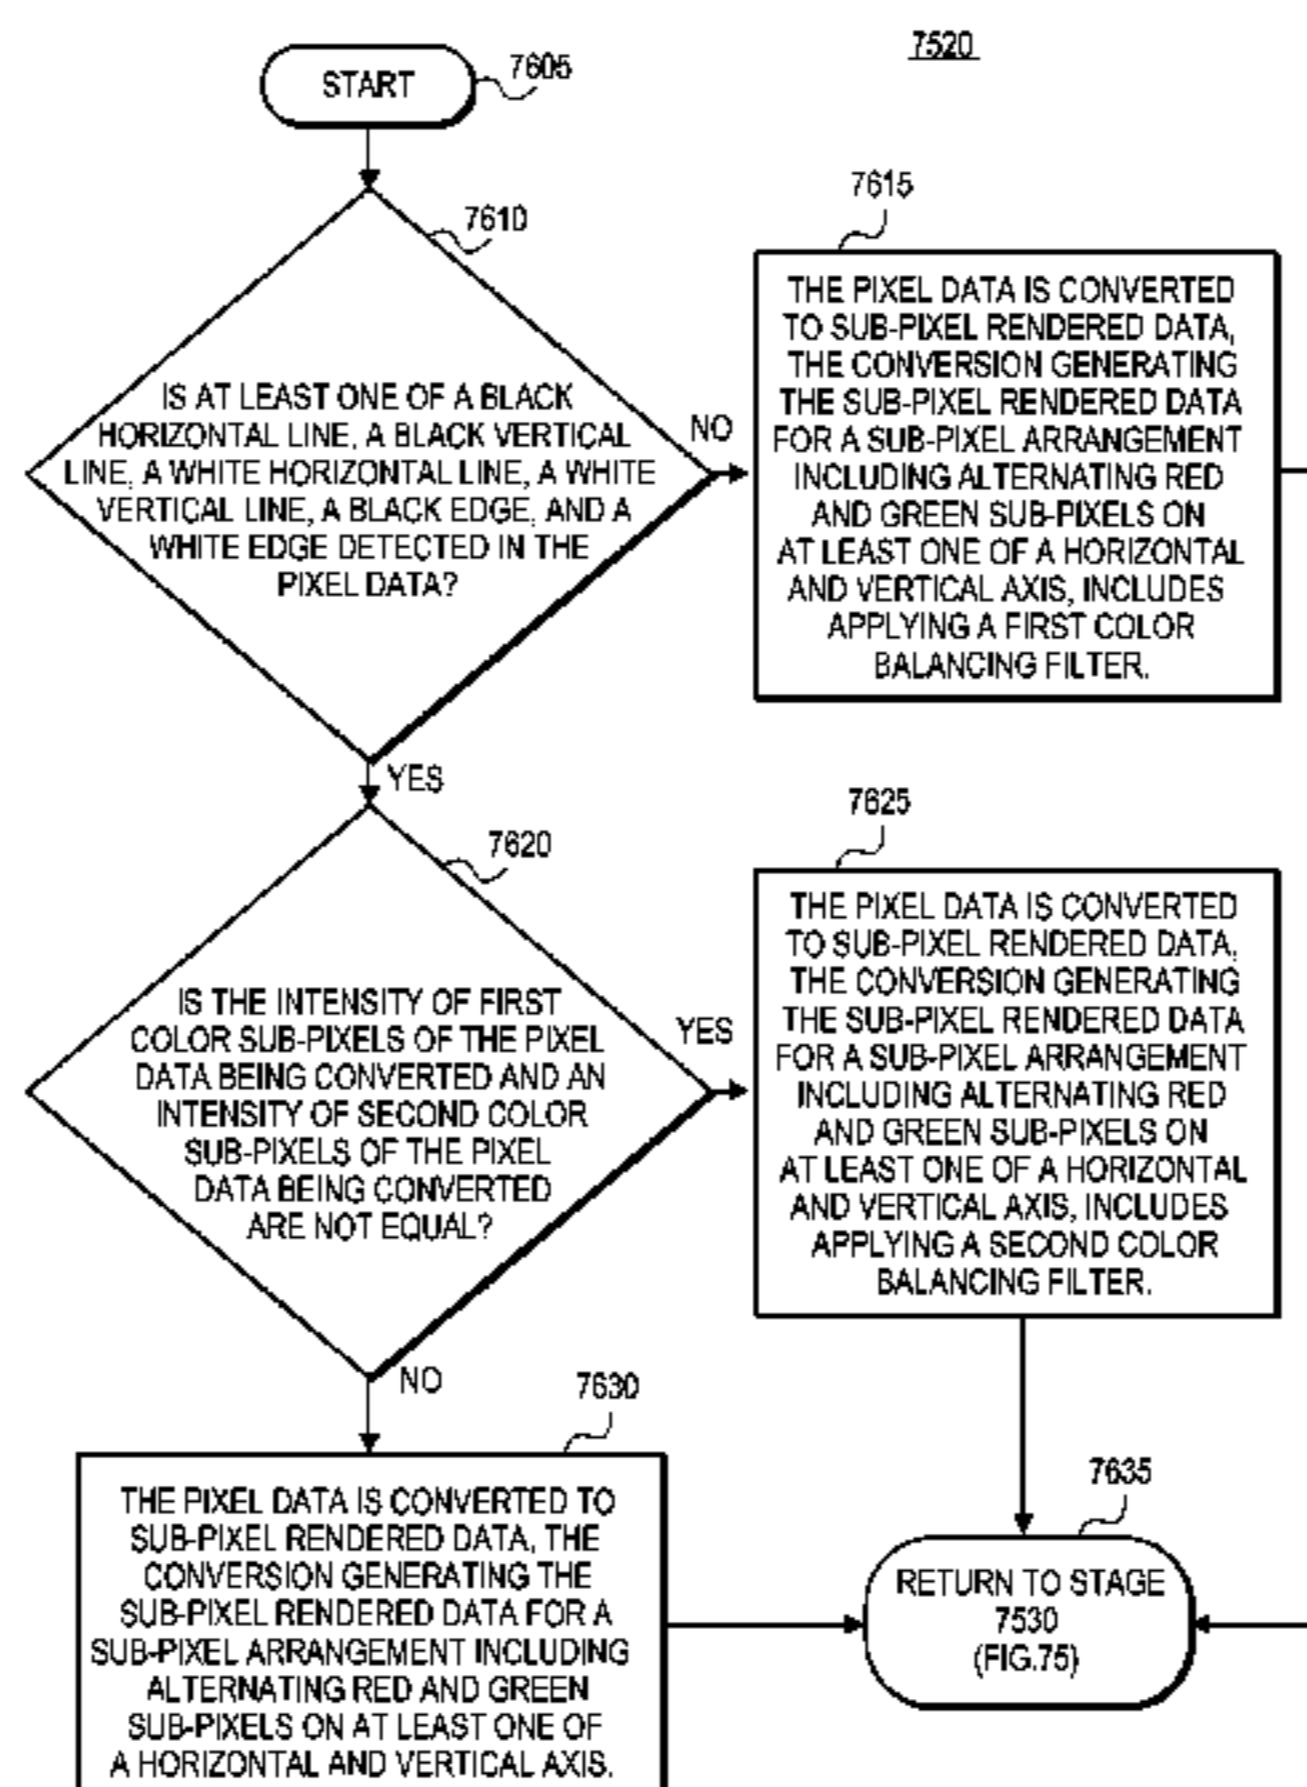 7520
START
7605
7610
IS AT LEAST ONE OF A BLACK
HORIZONTAL LINE, A BLACK VERTICAL
LINE, A WHITE HORIZONTAL LINE, A WHITE
VERTICAL LINE, A BLACK EDGE, AND A
WHITE EDGE DETECTED IN THE
PIXEL DATA?
NO
YES
7615
THE PIXEL DATA IS CONVERTED
TO SUB-PIXEL RENDERED DATA,
THE CONVERSION GENERATING
THE SUB-PIXEL RENDERED DATA
FOR A SUB-PIXEL ARRANGEMENT
INCLUDING ALTERNATING RED
AND GREEN SUB-PIXELS ON
AT LEAST ONE OF A HORIZONTAL
AND VERTICAL AXIS, INCLUDES
APPLYING A FIRST COLOR
BALANCING FILTER.
7620
IS THE INTENSITY OF FIRST
COLOR SUB-PIXELS OF THE PIXEL
DATA BEING CONVERTED AND AN
INTENSITY OF SECOND COLOR
SUB-PIXELS OF THE PIXEL
DATA BEING CONVERTED
ARE NOT EQUAL?
YES
NO
7625
THE PIXEL DATA IS CONVERTED
TO SUB-PIXEL RENDERED DATA,
THE CONVERSION GENERATING
THE SUB-PIXEL RENDERED DATA
FOR A SUB-PIXEL ARRANGEMENT
INCLUDING ALTERNATING RED
AND GREEN SUB-PIXELS ON
AT LEAST ONE OF A HORIZONTAL
AND VERTICAL AXIS, INCLUDES
APPLYING A SECOND COLOR
BALANCING FILTER.
7630
THE PIXEL DATA IS CONVERTED TO
SUB-PIXEL RENDERED DATA, THE
CONVERSION GENERATING THE
SUB-PIXEL RENDERED DATA FOR A
SUB-PIXEL ARRANGEMENT INCLUDING
ALTERNATING RED AND GREEN
SUB-PIXELS ON AT LEAST ONE OF
A HORIZONTAL AND VERTICAL AXIS.
7635
RETURN TO STAGE
7530
(FIG.75)